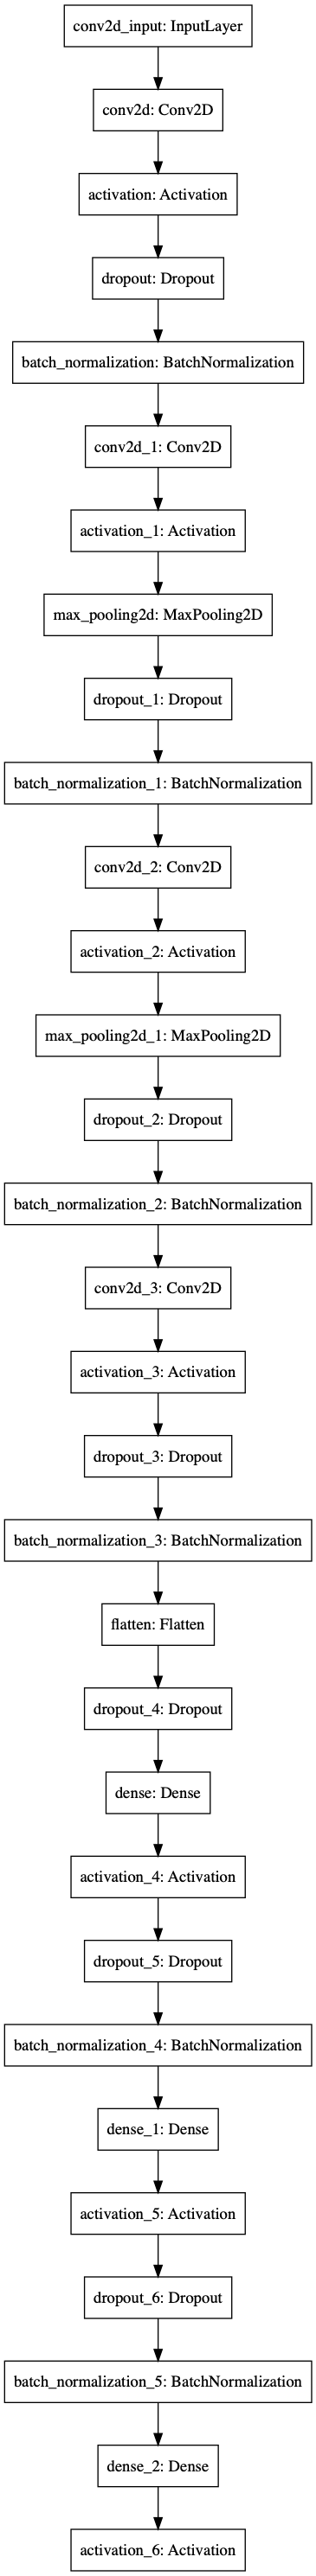 conv2d_input: InputLayer
conv2d: Conv2D
activation: Activation
dropout: Dropout
batch_normalization: BatchNormalization
conv2d_1: Conv2D
activation_1: Activation
max_pooling2d: MaxPooling2D
dropout_1: Dropout
batch_normalization_1: BatchNormalization
conv2d_2: Conv2D
activation_2: Activation
max_pooling2d_1: MaxPooling2D
dropout_2: Dropout
batch_normalization_2: BatchNormalization
conv2d_3: Conv2D
activation_3: Activation
dropout_3: Dropout
batch_normalization_3: BatchNormalization
flatten: Flatten
dropout_4: Dropout
dense: Dense
activation_4: Activation
dropout_5: Dropout
batch_normalization_4: BatchNormalization
dense_1: Dense
activation_5: Activation
dropout_6: Dropout
batch_normalization_5: BatchNormalization
dense_2: Dense
activation_6: Activation